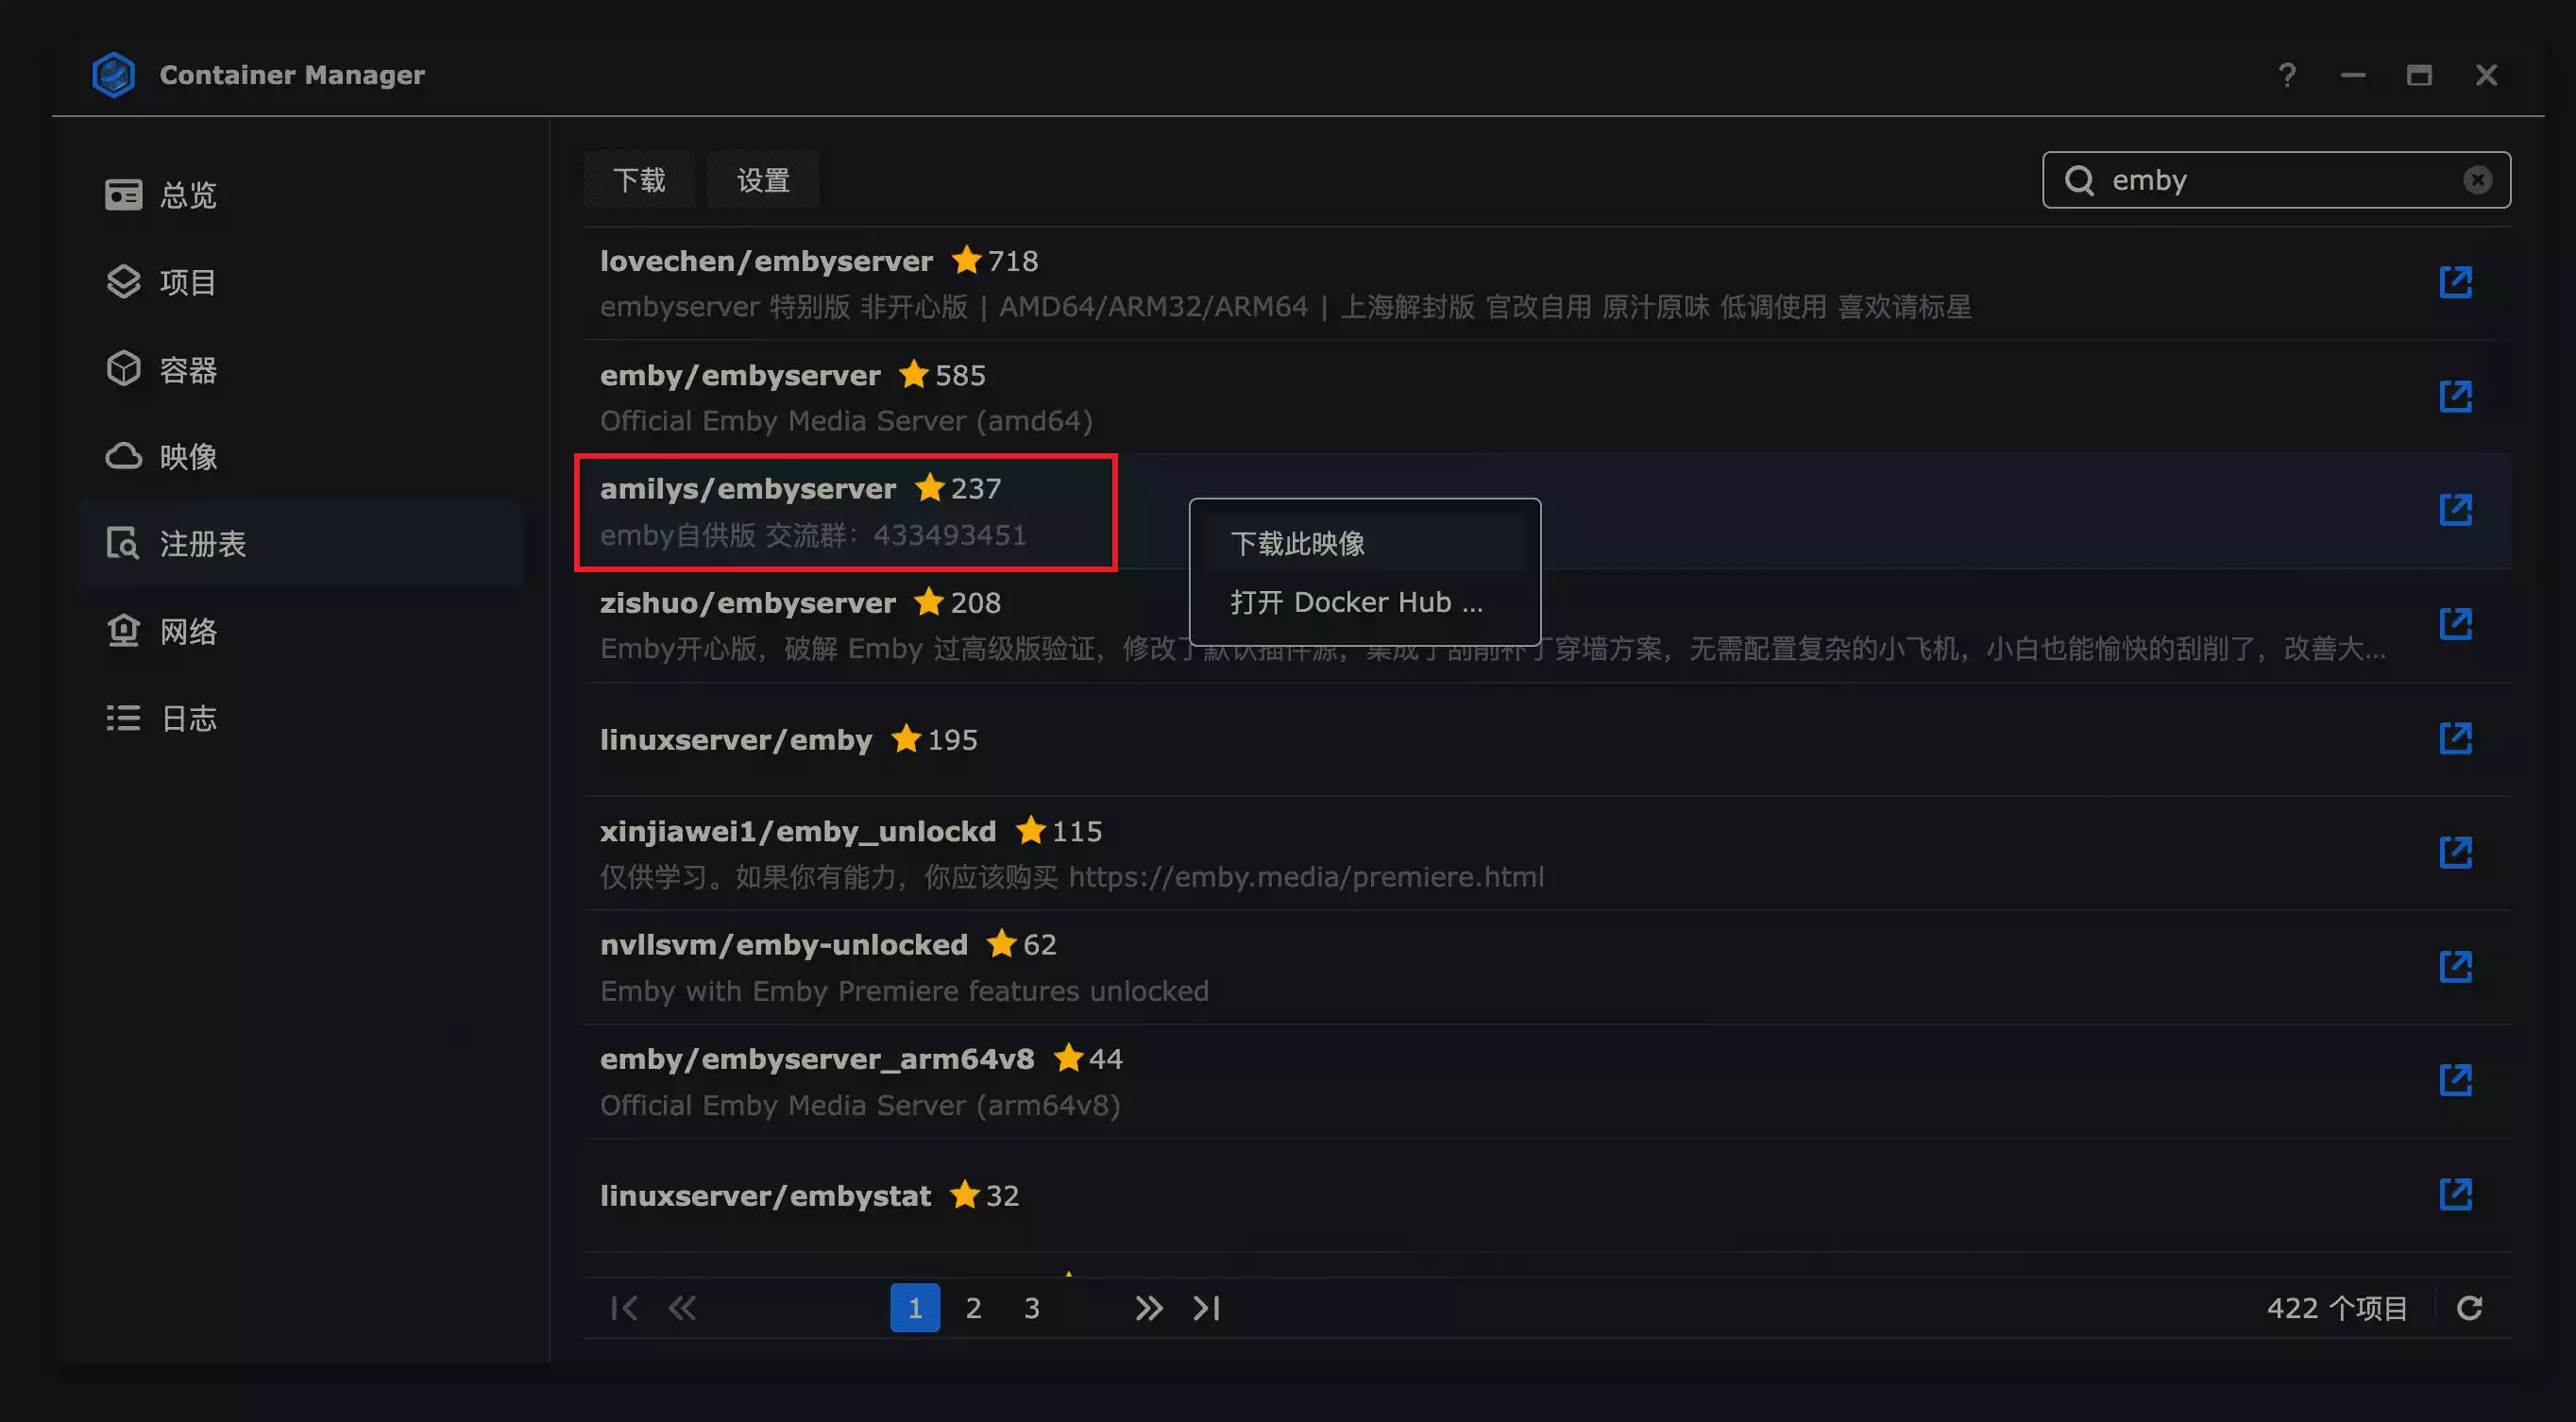 Container Manager
总览
项目
容器
映像
注册表
网络
日志
下载 设置
emby
lovechen/embyserver 718
embyserver 特别版 非开心版 | AMD64/ARM32/ARM64 | 上海解封版 官改自用 原汁原味 低调使用 喜欢请标星
emby/embyserver 585
Official Emby Media Server (amd64)
amilys/embyserver 237
emby自供版 交流群：433493451
下载此映像
打开 Docker Hub ...
zishuo/embyserver 208
Emby开心版，破解 Emby 过高级版验证，修改了默认插件源，集成了刮削补丁穿墙方案，无需配置复杂的小飞机，小白也能愉快的刮削了，改善大...
linuxserver/emby 195
xinjiawei1/emby_unlockd 115
仅供学习。如果你有能力，你应该购买 https://emby.media/premiere.html
nvllsvm/emby-unlocked 62
Emby with Emby Premiere features unlocked
emby/embyserver_arm64v8 44
Official Emby Media Server (arm64v8)
linuxserver/embystat 32
1 2 3
422 个项目